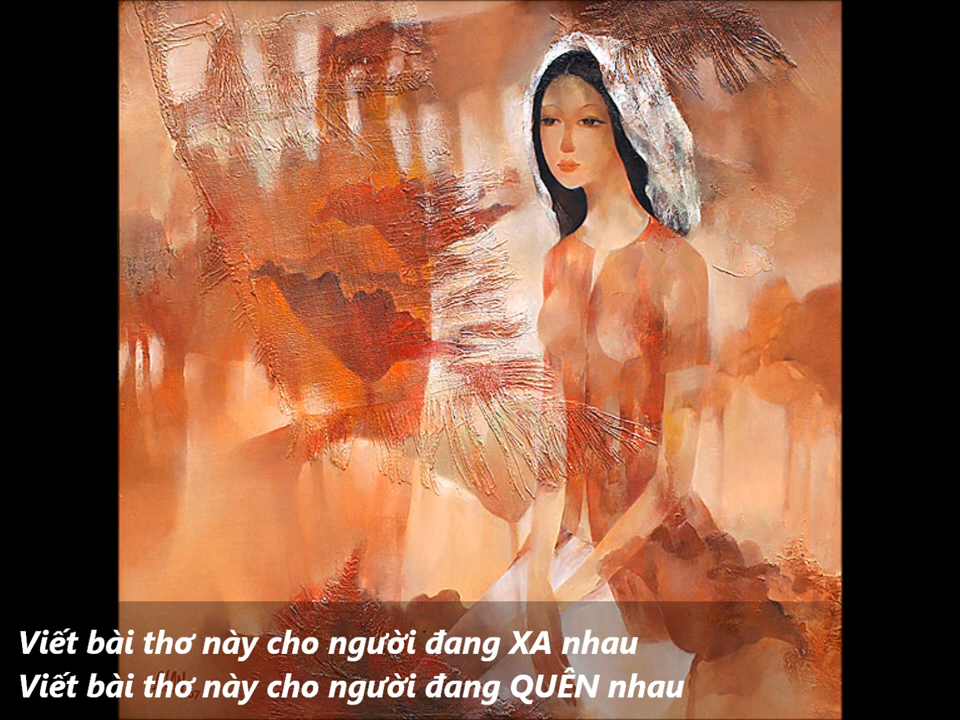 Viết bài thơ này cho người đang XA nhau
Viết bài thơ này cho người đang QUÊN nhau